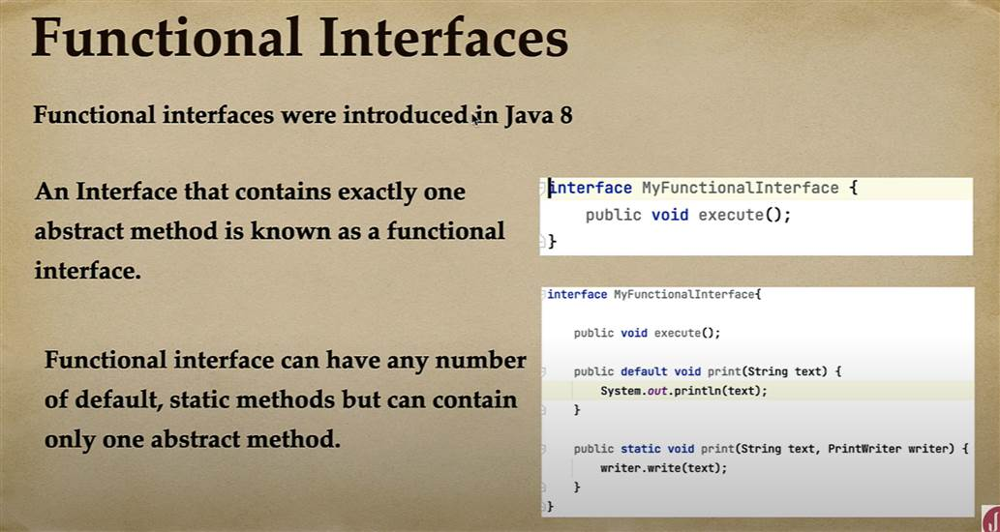 Functional Interfaces
Functional interfaces were introduced in Java 8
An Interface that contains exactly one
abstract method is known as a functional
interface.
Functional interface can have any number
of default, static methods but can contain
only one abstract method.
interface MyFunctionalInterface {
public void execute();
}
interface MyFunctionalInterface{
public void execute();
public default void print(String text) {
System.out.println(text);
}
public static void print(String text, PrintWriter writer) {
writer.write(text);
}
}